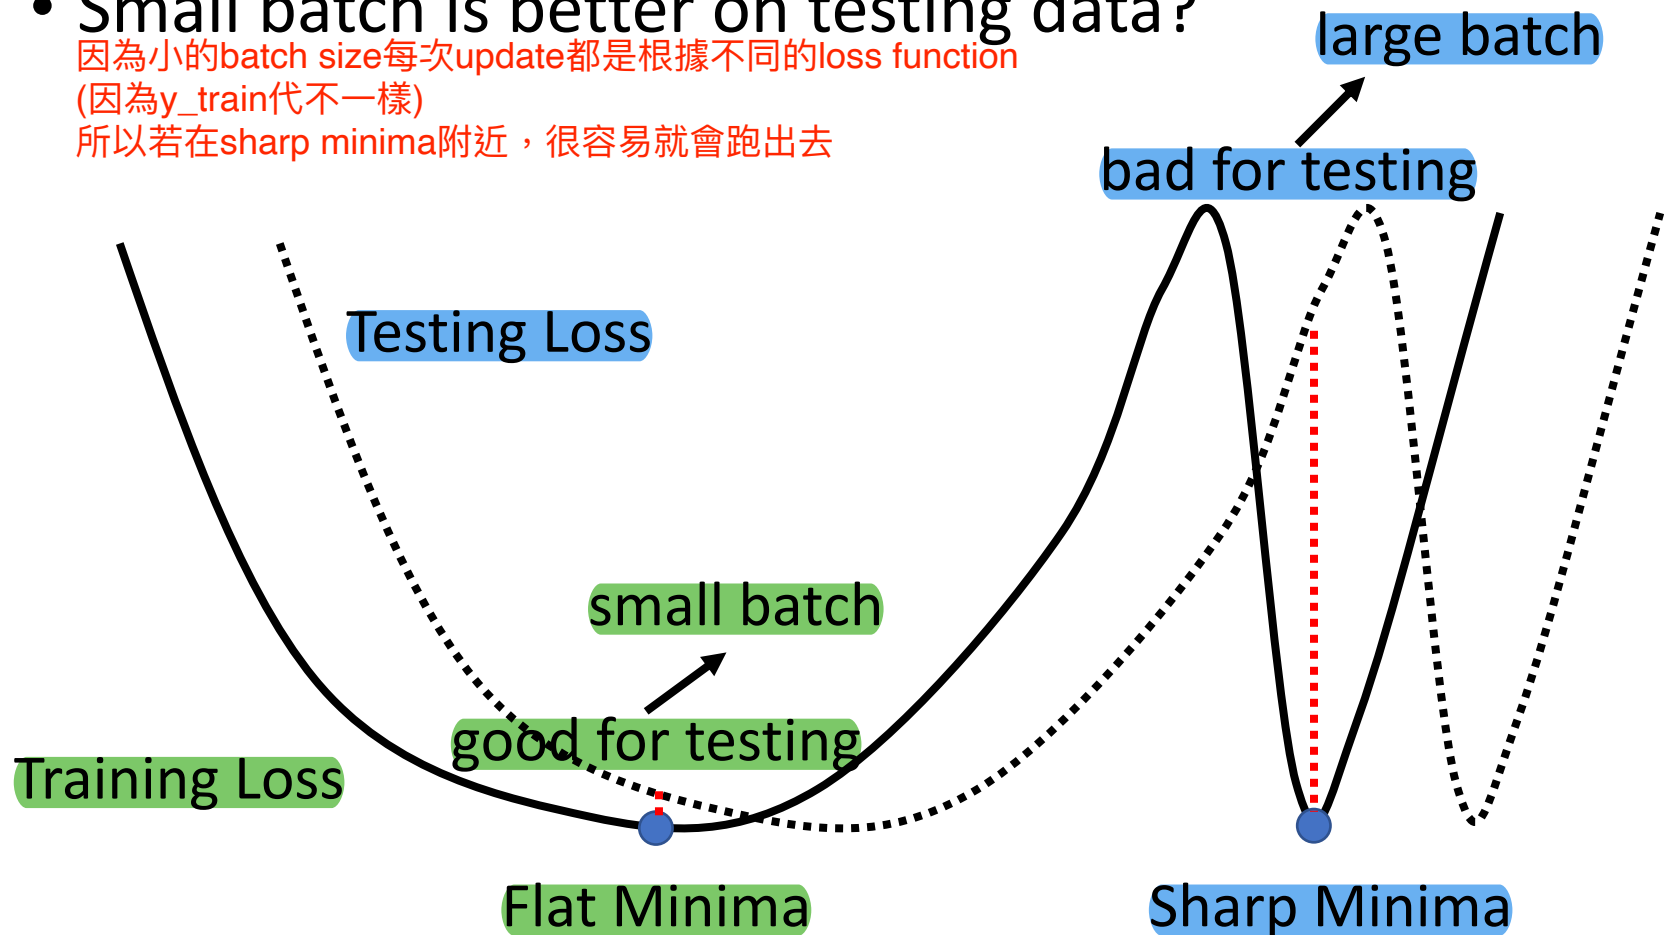 • Small batch is better on testing data?
因為小的batch size每次update都是根據不同的loss function
(因為y_train代不一樣)
所以若在sharp minima附近，很容易就會跑出去
large batch
bad for testing
Testing Loss
small batch
good for testing
Training Loss
Flat Minima
Sharp Minima